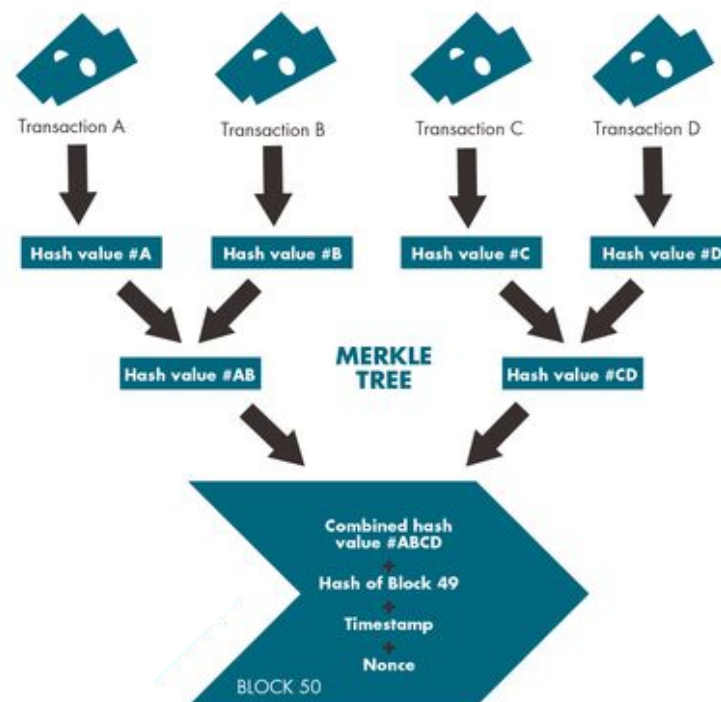 Transaction A
Transaction B
Transaction C
Transaction D
Hash value #A
Hash value #B
Hash value #C
Hash value #D
MERKLE
TREE
Hash value #AB
Hash value #CD
Combined hash
value #ABCD
+
Hash of Block 49
+
Timestamp
+
Nonce
BLOCK 50